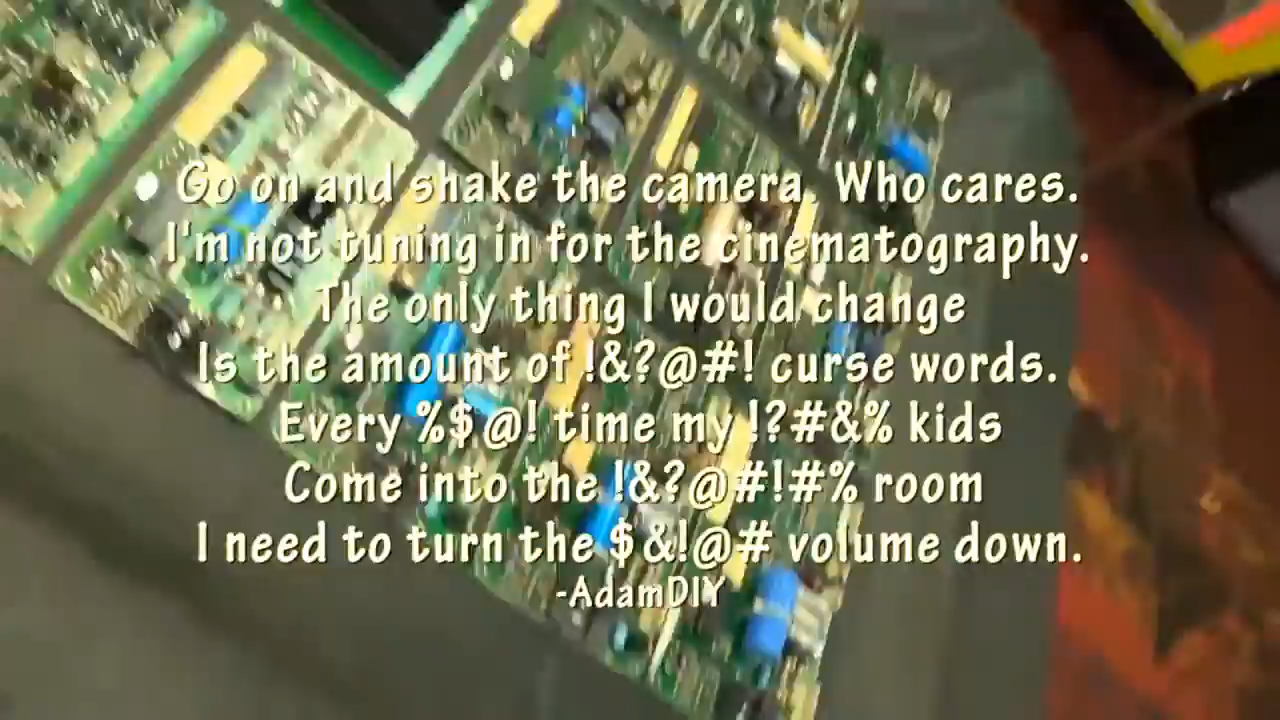 Go on and shake the camera. Who cares.
I'm not tuning in for the cinematography.
The only thing I would change
Is the amount of !&?@#! curse words.
Every %$@! time my !?#&% kids
Come into the !&?@#!#% room
I need to turn the $&!@# volume down.
-AdamDIY